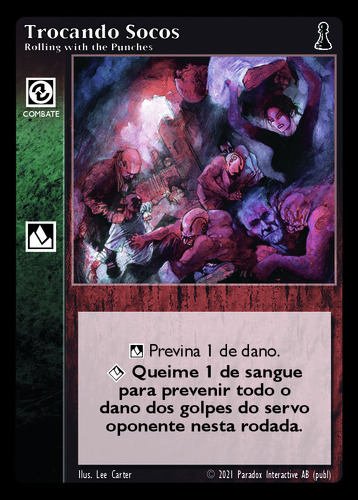 Trocando Socos
Rolling with the Punches
COMBATE
Previna 1 de dano.
Queime 1 de sangue
para prevenir todo o
dano dos golpes do servo
oponente nesta rodada.
Ilus. Lee Carter © 2021 Paradox Interactive AB (publ)